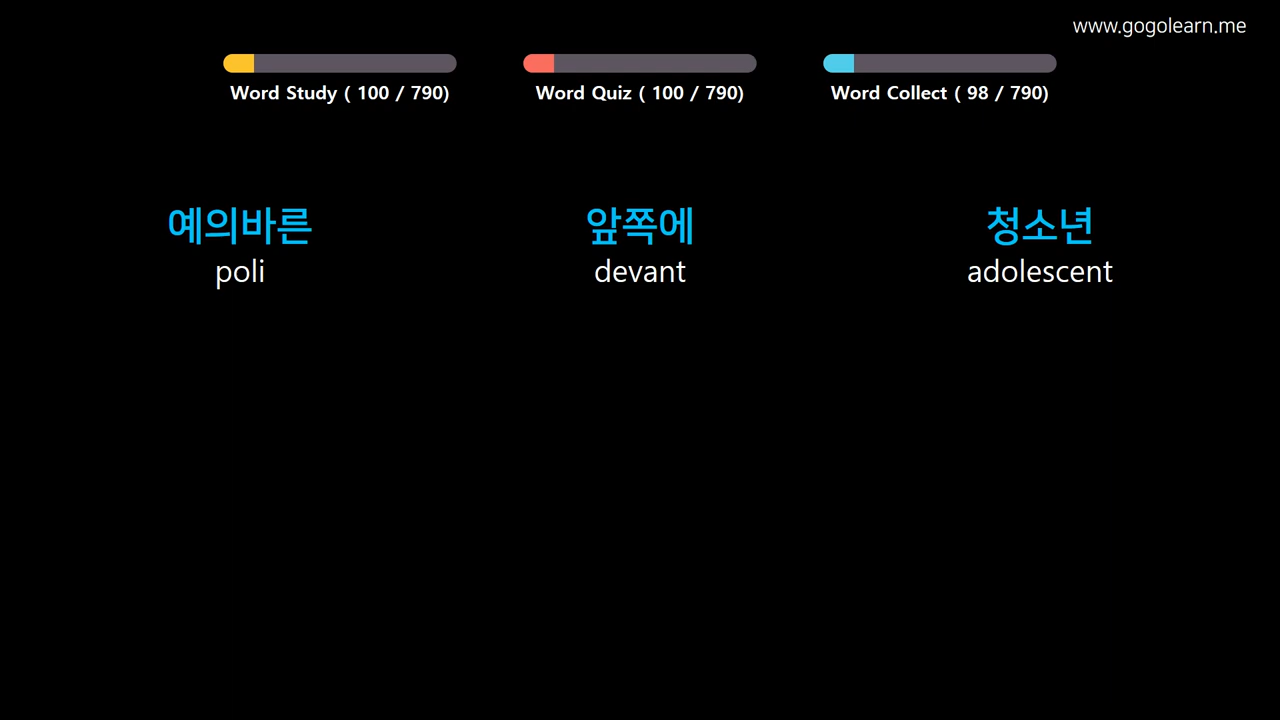 www.gogolearn.me
Word Study ( 100 / 790)
Word Quiz ( 100 / 790)
Word Collect ( 98 / 790)
예의바른
poli
앞쪽에
devant
청소년
adolescent